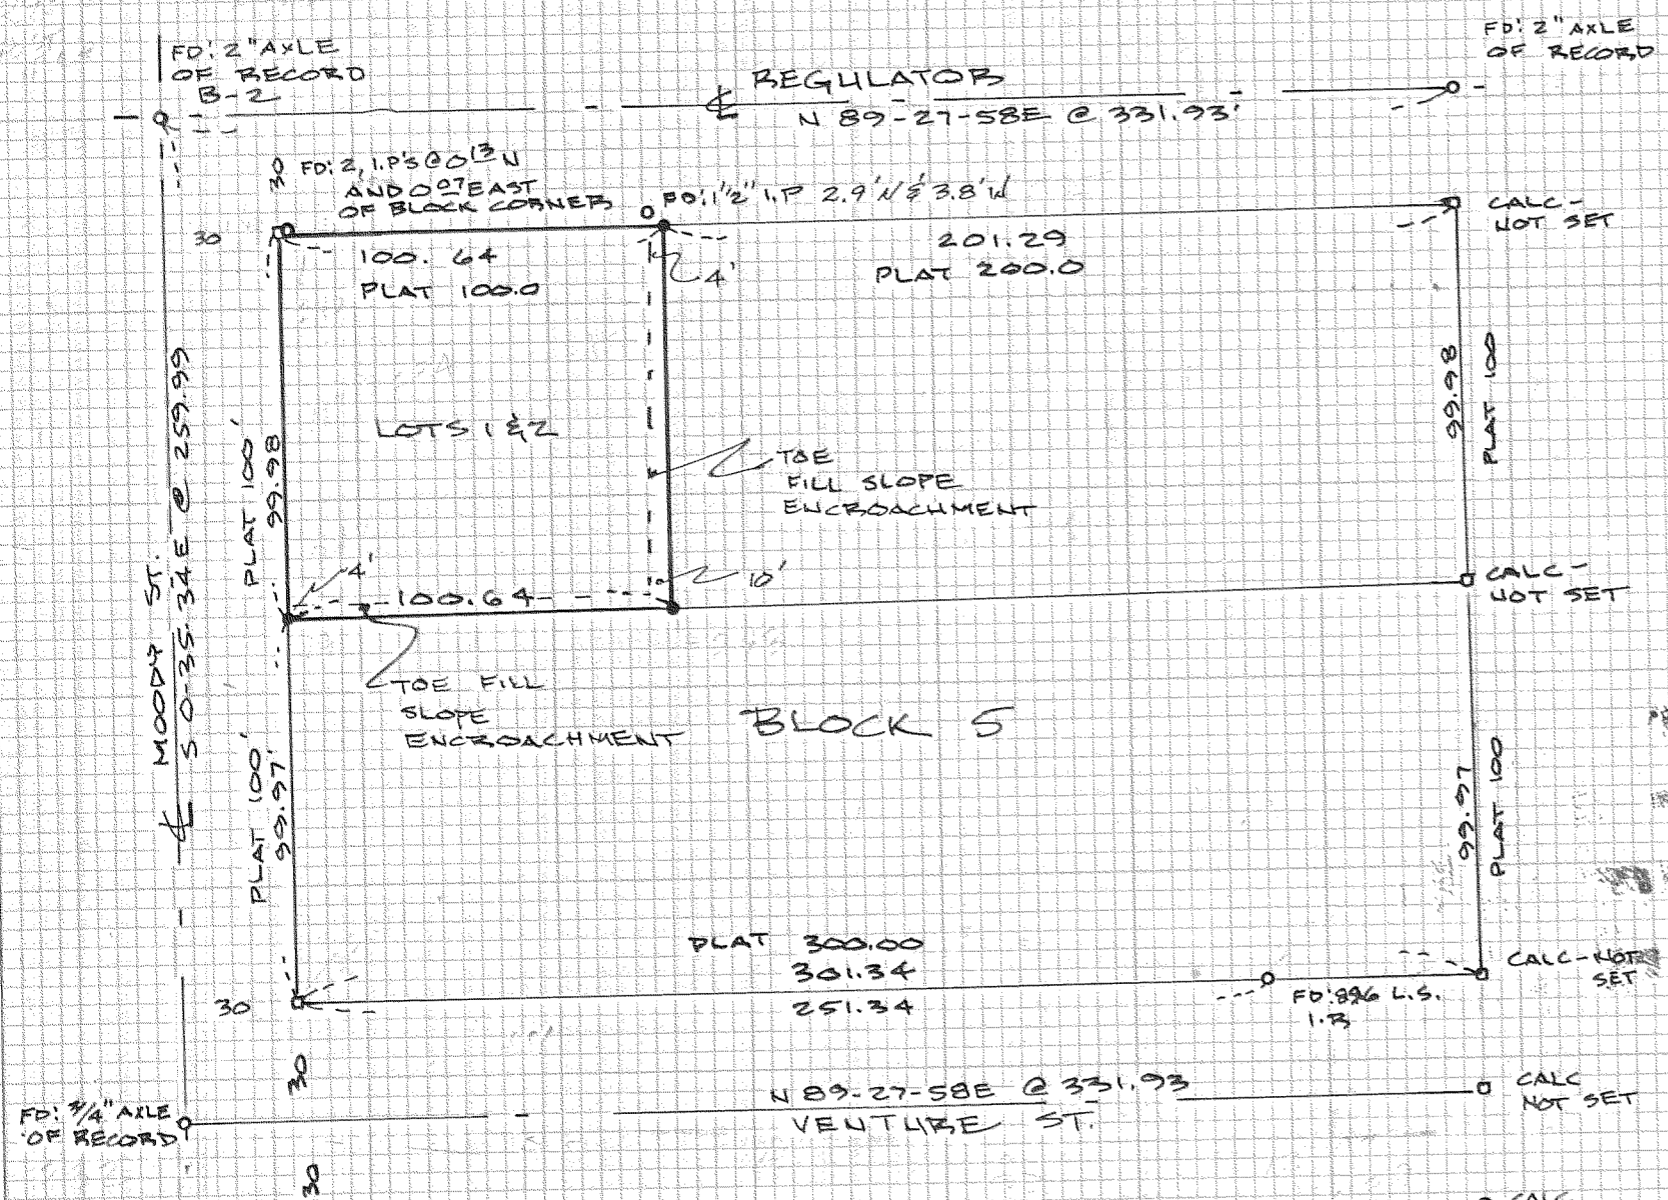 FD: 2" AXLE
OF RECORD
B-2
FD: 2" AXLE
OF RECORD
REGULATOR
℄
N 89-27-58E @ 331.93'
30
FD: 2, I.P'S @ 0 13 N
AND 0 07 EAST
OF BLOCK CORNER
FD: 1/2" I.P 2.9' N & 3.8' W
CALC-
NOT SET
30
100.64
PLAT 100.0
4'
201.29
PLAT 200.0
MOODY ST.
℄ S 0-35-34E @ 259.99
PLAT 100'
99.98
LOTS 1 & 2
TOE
FILL SLOPE
ENCROACHMENT
99.98
PLAT 100
4'
100.64
10'
CALC-
NOT SET
TOE FILL
SLOPE
ENCROACHMENT
BLOCK 5
PLAT 100'
99.97'
99.97
PLAT 100
PLAT 300.00
301.34
251.34
30
FD: 896 L.S.
CALC-NOT
SET
30
N 89-27-58E @ 331.93
VENTURE ST.
CALC
NOT SET
FD: 3/4" AXLE
OF RECORD
30
CALC